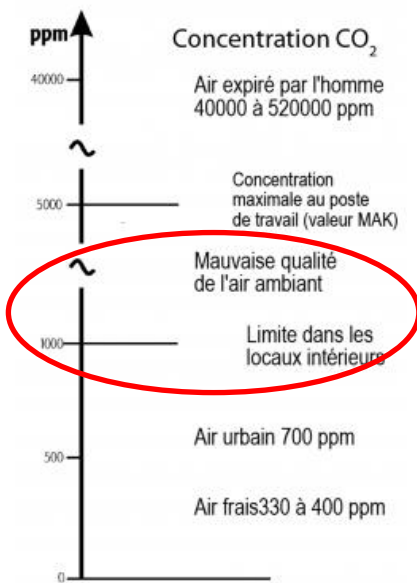 ppm
Concentration CO₂
40000
Air expiré par l'homme
40000 à 520000 ppm
Concentration
maximale au poste
de travail (valeur MAK)
5000
Mauvaise qualité
de l'air ambiant
1000
Limite dans les
locaux intérieurs
Air urbain 700 ppm
500
Air frais330 à 400 ppm
0